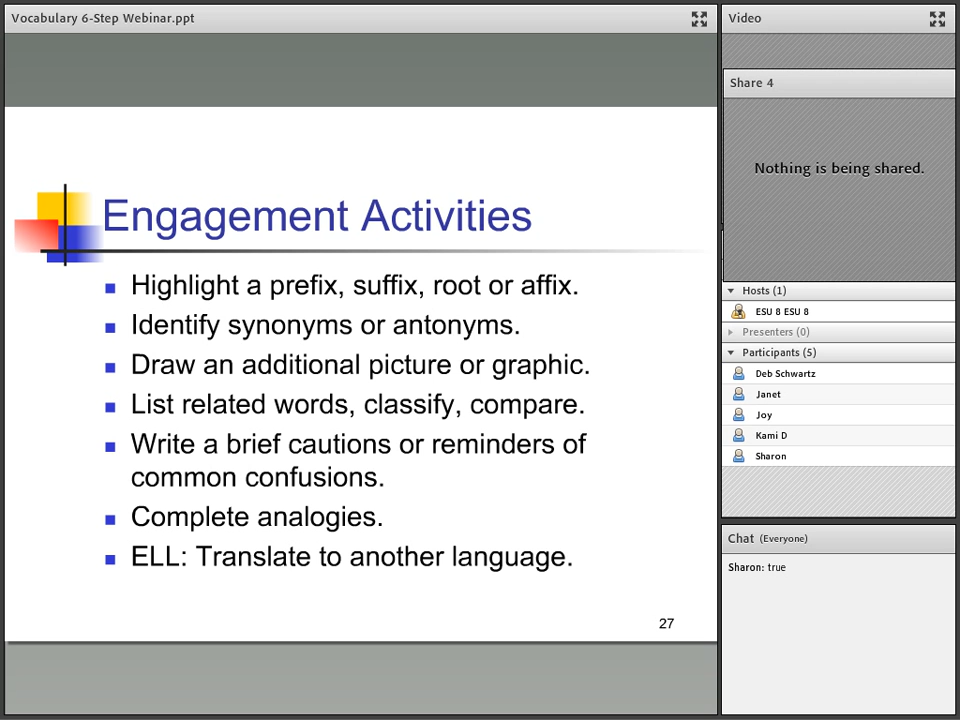 Vocabulary 6-Step Webinar.ppt
Engagement Activities
Highlight a prefix, suffix, root or affix.
Identify synonyms or antonyms.
Draw an additional picture or graphic.
List related words, classify, compare.
Write a brief cautions or reminders of
common confusions.
Complete analogies.
ELL: Translate to another language.
27
Video
Share 4
Nothing is being shared.
Hosts (1)
ESU 8 ESU 8
Presenters (0)
Participants (5)
Deb Schwartz
Janet
Joy
Kami D
Sharon
Chat (Everyone)
Sharon: true